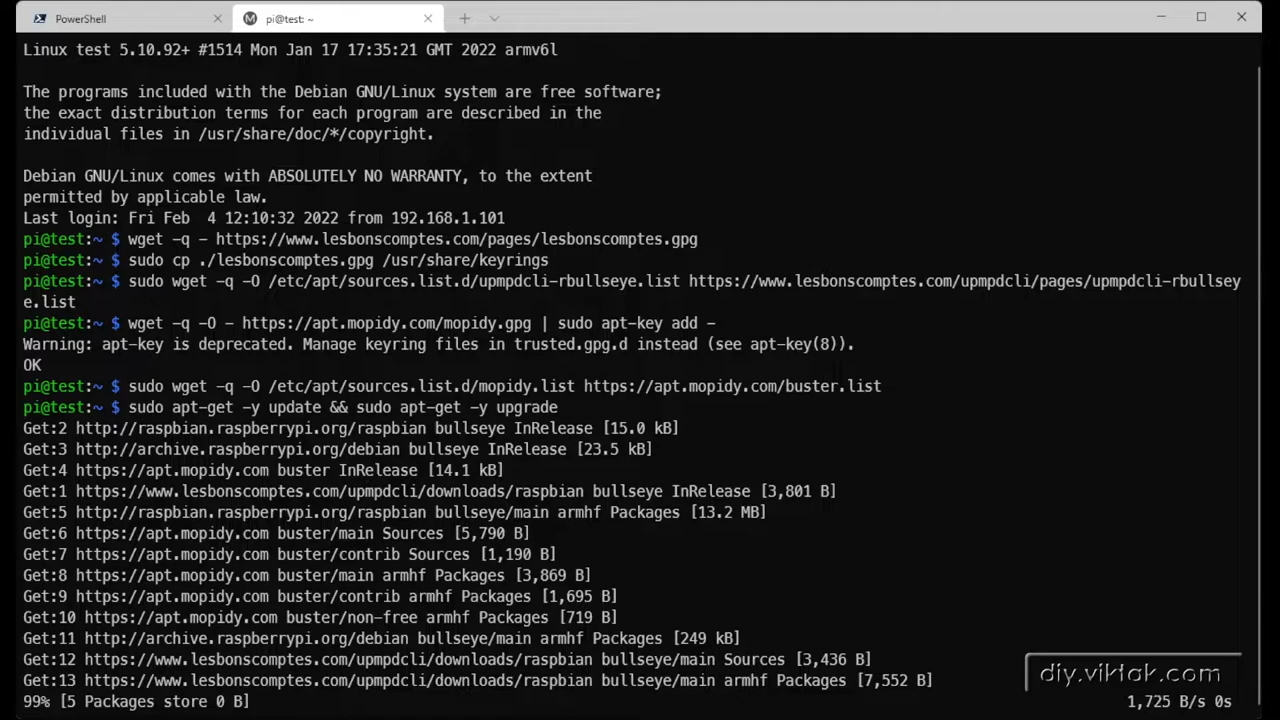 PowerShell
pi@test: ~
Linux test 5.10.92+ #1514 Mon Jan 17 17:35:21 GMT 2022 armv6l
The programs included with the Debian GNU/Linux system are free software;
the exact distribution terms for each program are described in the
individual files in /usr/share/doc/*/copyright.
Debian GNU/Linux comes with ABSOLUTELY NO WARRANTY, to the extent
permitted by applicable law.
Last login: Fri Feb  4 12:10:32 2022 from 192.168.1.101
pi@test:~ $ wget -q - https://www.lesbonscomptes.com/pages/lesbonscomptes.gpg
pi@test:~ $ sudo cp ./lesbonscomptes.gpg /usr/share/keyrings
pi@test:~ $ sudo wget -q -O /etc/apt/sources.list.d/upmpdcli-rbullseye.list https://www.lesbonscomptes.com/upmpdcli/pages/upmpdcli-rbullsey
e.list
pi@test:~ $ wget -q -O - https://apt.mopidy.com/mopidy.gpg | sudo apt-key add -
Warning: apt-key is deprecated. Manage keyring files in trusted.gpg.d instead (see apt-key(8)).
OK
pi@test:~ $ sudo wget -q -O /etc/apt/sources.list.d/mopidy.list https://apt.mopidy.com/buster.list
pi@test:~ $ sudo apt-get -y update && sudo apt-get -y upgrade
Get:2 http://raspbian.raspberrypi.org/raspbian bullseye InRelease [15.0 kB]
Get:3 http://archive.raspberrypi.org/debian bullseye InRelease [23.5 kB]
Get:4 https://apt.mopidy.com buster InRelease [14.1 kB]
Get:1 https://www.lesbonscomptes.com/upmpdcli/downloads/raspbian bullseye InRelease [3,801 B]
Get:5 http://raspbian.raspberrypi.org/raspbian bullseye/main armhf Packages [13.2 MB]
Get:6 https://apt.mopidy.com buster/main Sources [5,790 B]
Get:7 https://apt.mopidy.com buster/contrib Sources [1,190 B]
Get:8 https://apt.mopidy.com buster/main armhf Packages [3,869 B]
Get:9 https://apt.mopidy.com buster/contrib armhf Packages [1,695 B]
Get:10 https://apt.mopidy.com buster/non-free armhf Packages [719 B]
Get:11 http://archive.raspberrypi.org/debian bullseye/main armhf Packages [249 kB]
Get:12 https://www.lesbonscomptes.com/upmpdcli/downloads/raspbian bullseye/main Sources [3,436 B]
Get:13 https://www.lesbonscomptes.com/upmpdcli/downloads/raspbian bullseye/main armhf Packages [7,552 B]
diy.viktak.com
99% [5 Packages store 0 B] 1,725 B/s 0s